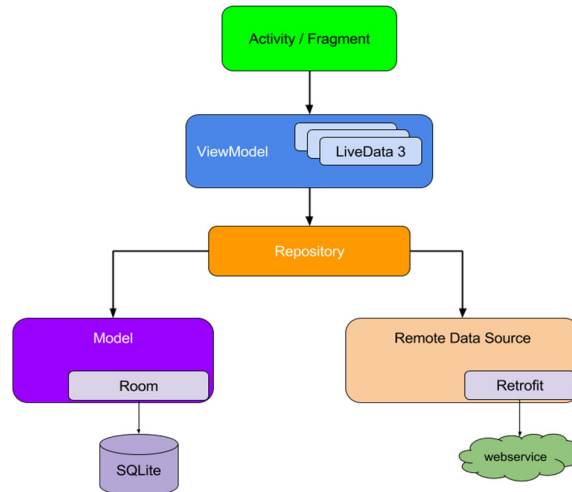 Activity / Fragment
ViewModel
LiveData 3
Repository
Model
Remote Data Source
Room
Retrofit
SQLite
webservice